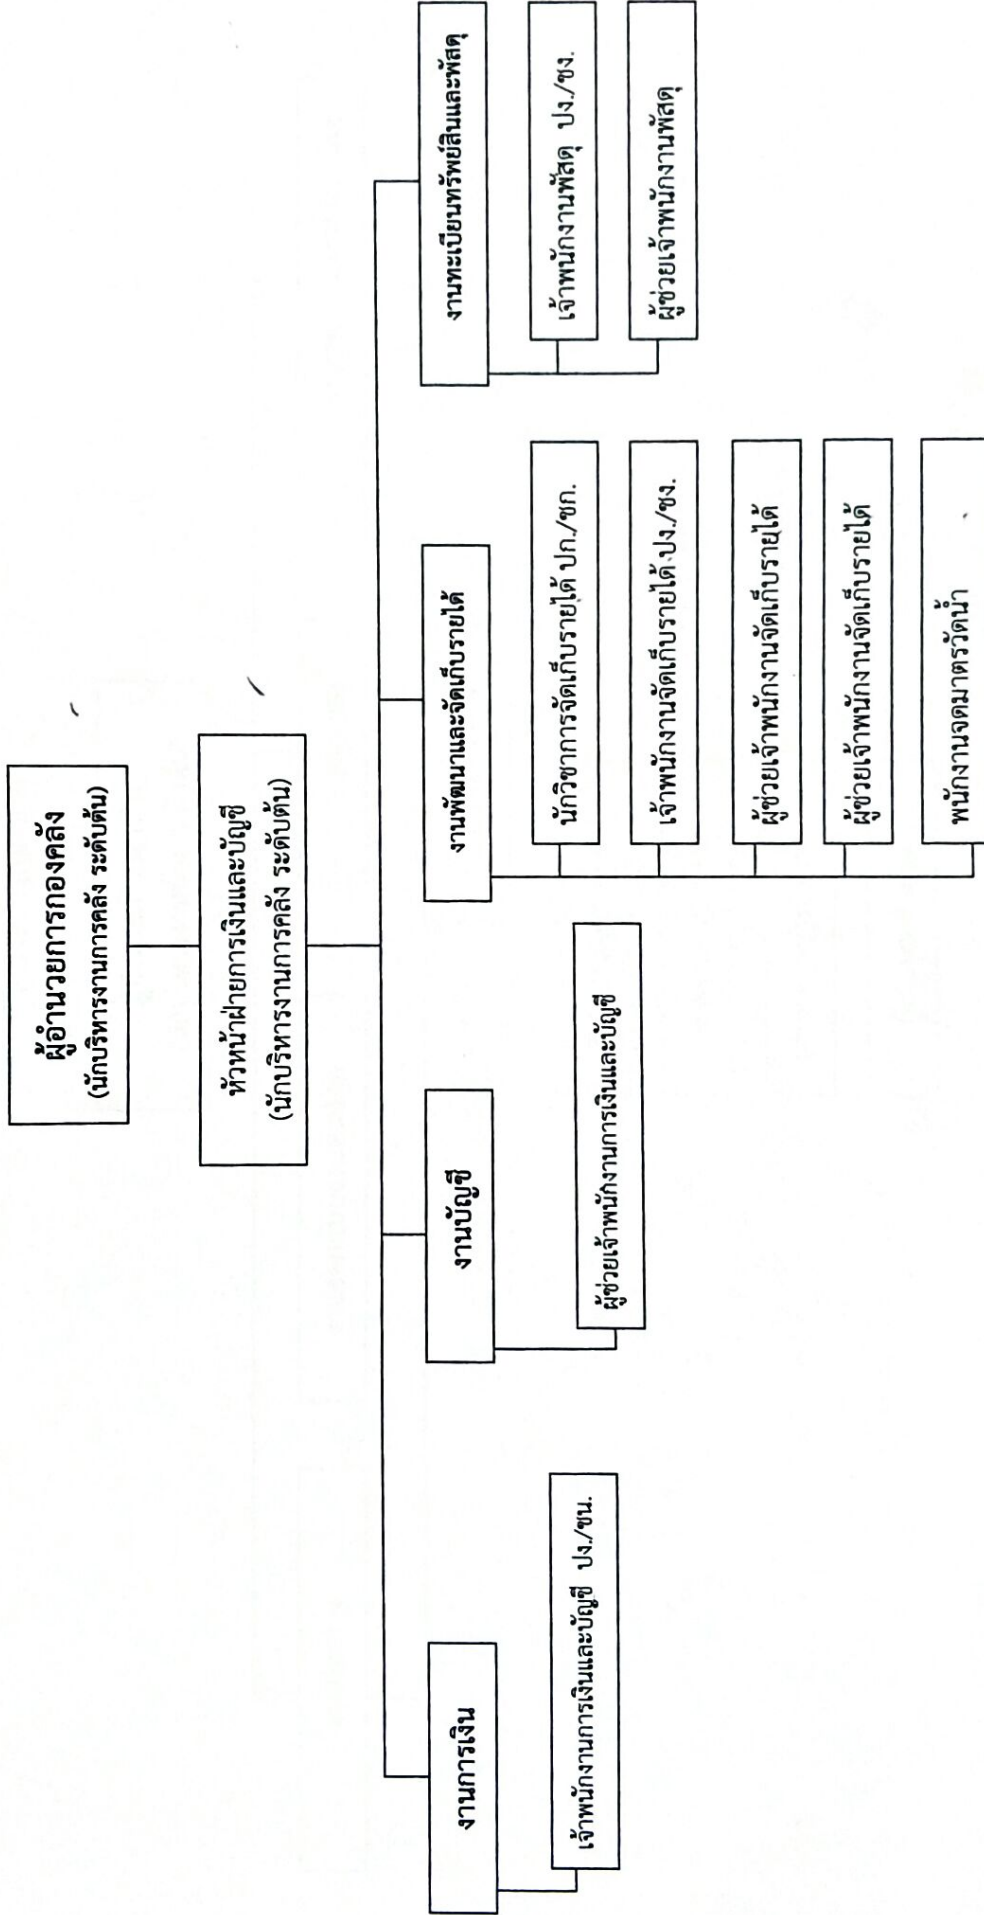 ผู้อำนวยการกองคลัง
(นักบริหารงานการคลัง ระดับต้น)
หัวหน้าฝ่ายการเงินและบัญชี
(นักบริหารงานการคลัง ระดับต้น)
งานการเงิน
เจ้าพนักงานการเงินและบัญชี ปง./ชน.
งานบัญชี
ผู้ช่วยเจ้าพนักงานการเงินและบัญชี
งานพัฒนาและจัดเก็บรายได้
นักวิชาการจัดเก็บรายได้ ปก./ชก.
เจ้าพนักงานจัดเก็บรายได้ ปง./ชง.
ผู้ช่วยเจ้าพนักงานจัดเก็บรายได้
ผู้ช่วยเจ้าพนักงานจัดเก็บรายได้
พนักงานจดมาตรวัดน้ำ
งานทะเบียนทรัพย์สินและพัสดุ
เจ้าพนักงานพัสดุ ปง./ชง.
ผู้ช่วยเจ้าพนักงานพัสดุ